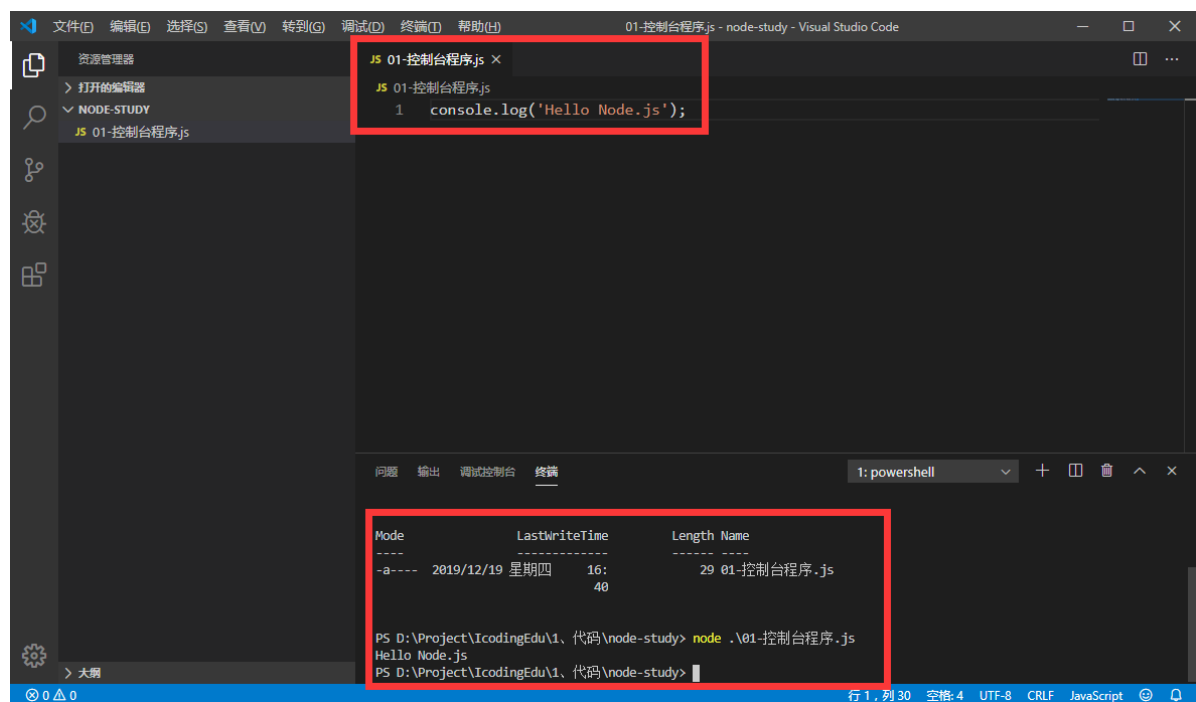 文件(F) 编辑(E) 选择(S) 查看(V) 转到(G) 调试(D) 终端(T) 帮助(H) 01-控制台程序.js - node-study - Visual Studio Code
资源管理器
打开的编辑器
NODE-STUDY
JS 01-控制台程序.js
JS 01-控制台程序.js
JS 01-控制台程序.js
1 console.log('Hello Node.js');
问题 输出 调试控制台 终端 1: powershell
Mode LastWriteTime Length Name
---- ------------- ------ ----
-a---- 2019/12/19 星期四 16: 29 01-控制台程序.js
40
PS D:\Project\IcodingEdu\1、代码\node-study> node .\01-控制台程序.js
Hello Node.js
PS D:\Project\IcodingEdu\1、代码\node-study>
大纲
0 0 行 1，列 30 空格: 4 UTF-8 CRLF JavaScript